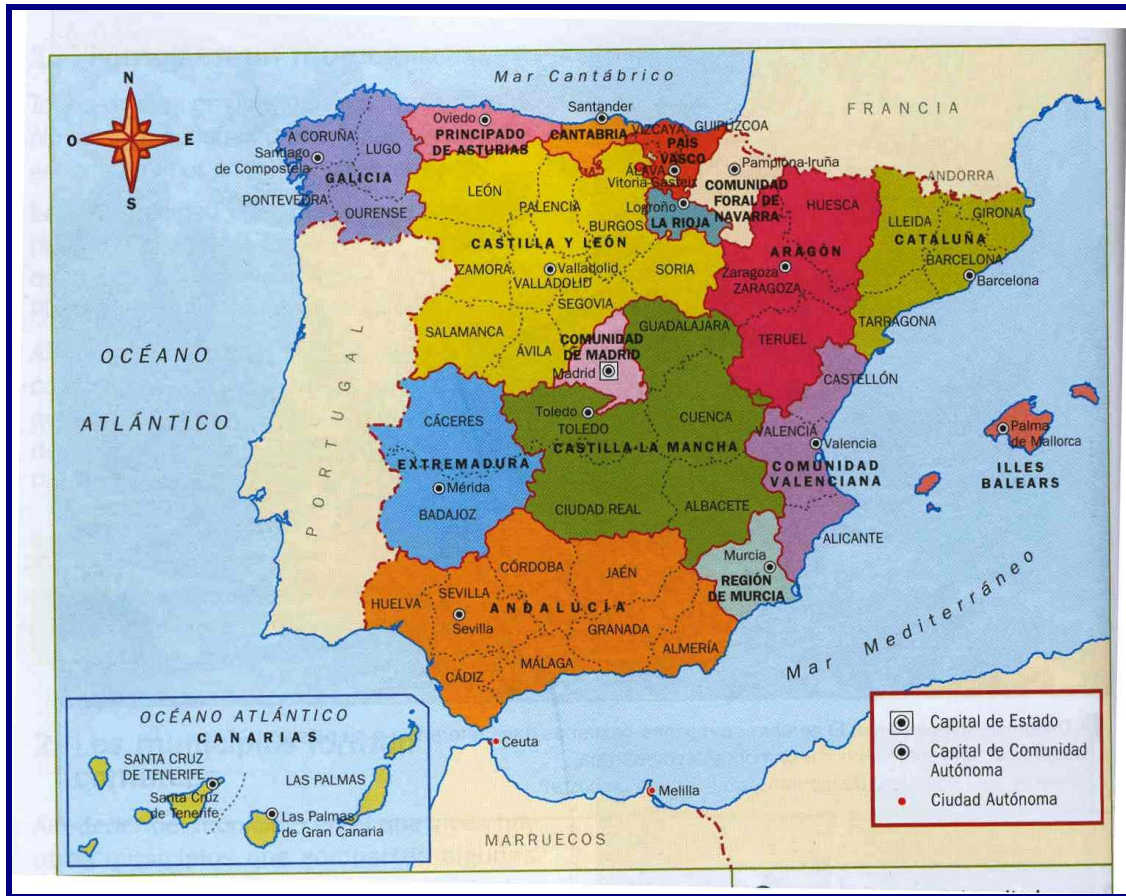 N
O
E
S
Mar Cantábrico
FRANCIA
ANDORRA
OCÉANO
ATLÁNTICO
PORTUGAL
A CORUÑA
LUGO
Santiago
de Compostela
GALICIA
PONTEVEDRA
OURENSE
Oviedo
PRINCIPADO
DE ASTURIAS
Santander
CANTABRIA
VIZCAYA
GUIPÚZCOA
PAÍS
VASCO
ÁLAVA
Vitoria-Gasteiz
Pamplona-Iruña
COMUNIDAD
FORAL DE
NAVARRA
Logroño
LA RIOJA
LEÓN
PALENCIA
BURGOS
CASTILLA Y LEÓN
ZAMORA
Valladolid
VALLADOLID
SORIA
SEGOVIA
SALAMANCA
ÁVILA
HUESCA
ARAGÓN
Zaragoza
ZARAGOZA
TERUEL
LLEIDA
GIRONA
CATALUÑA
BARCELONA
Barcelona
TARRAGONA
COMUNIDAD
DE MADRID
Madrid
GUADALAJARA
Toledo
TOLEDO
CUENCA
CASTILLA-LA MANCHA
CIUDAD REAL
ALBACETE
CÁCERES
EXTREMADURA
Mérida
BADAJOZ
CASTELLÓN
VALENCIA
Valencia
COMUNIDAD
VALENCIANA
ALICANTE
Palma
de Mallorca
ILLES
BALEARS
Murcia
REGIÓN
DE MURCIA
HUELVA
SEVILLA
Sevilla
CÓRDOBA
JAÉN
ANDALUCÍA
GRANADA
ALMERÍA
MÁLAGA
CÁDIZ
Mar Mediterráneo
Ceuta
Melilla
MARRUECOS
OCÉANO ATLÁNTICO
CANARIAS
SANTA CRUZ
DE TENERIFE
Santa Cruz
de Tenerife
LAS PALMAS
Las Palmas
de Gran Canaria
Capital de Estado
Capital de Comunidad
Autónoma
Ciudad Autónoma